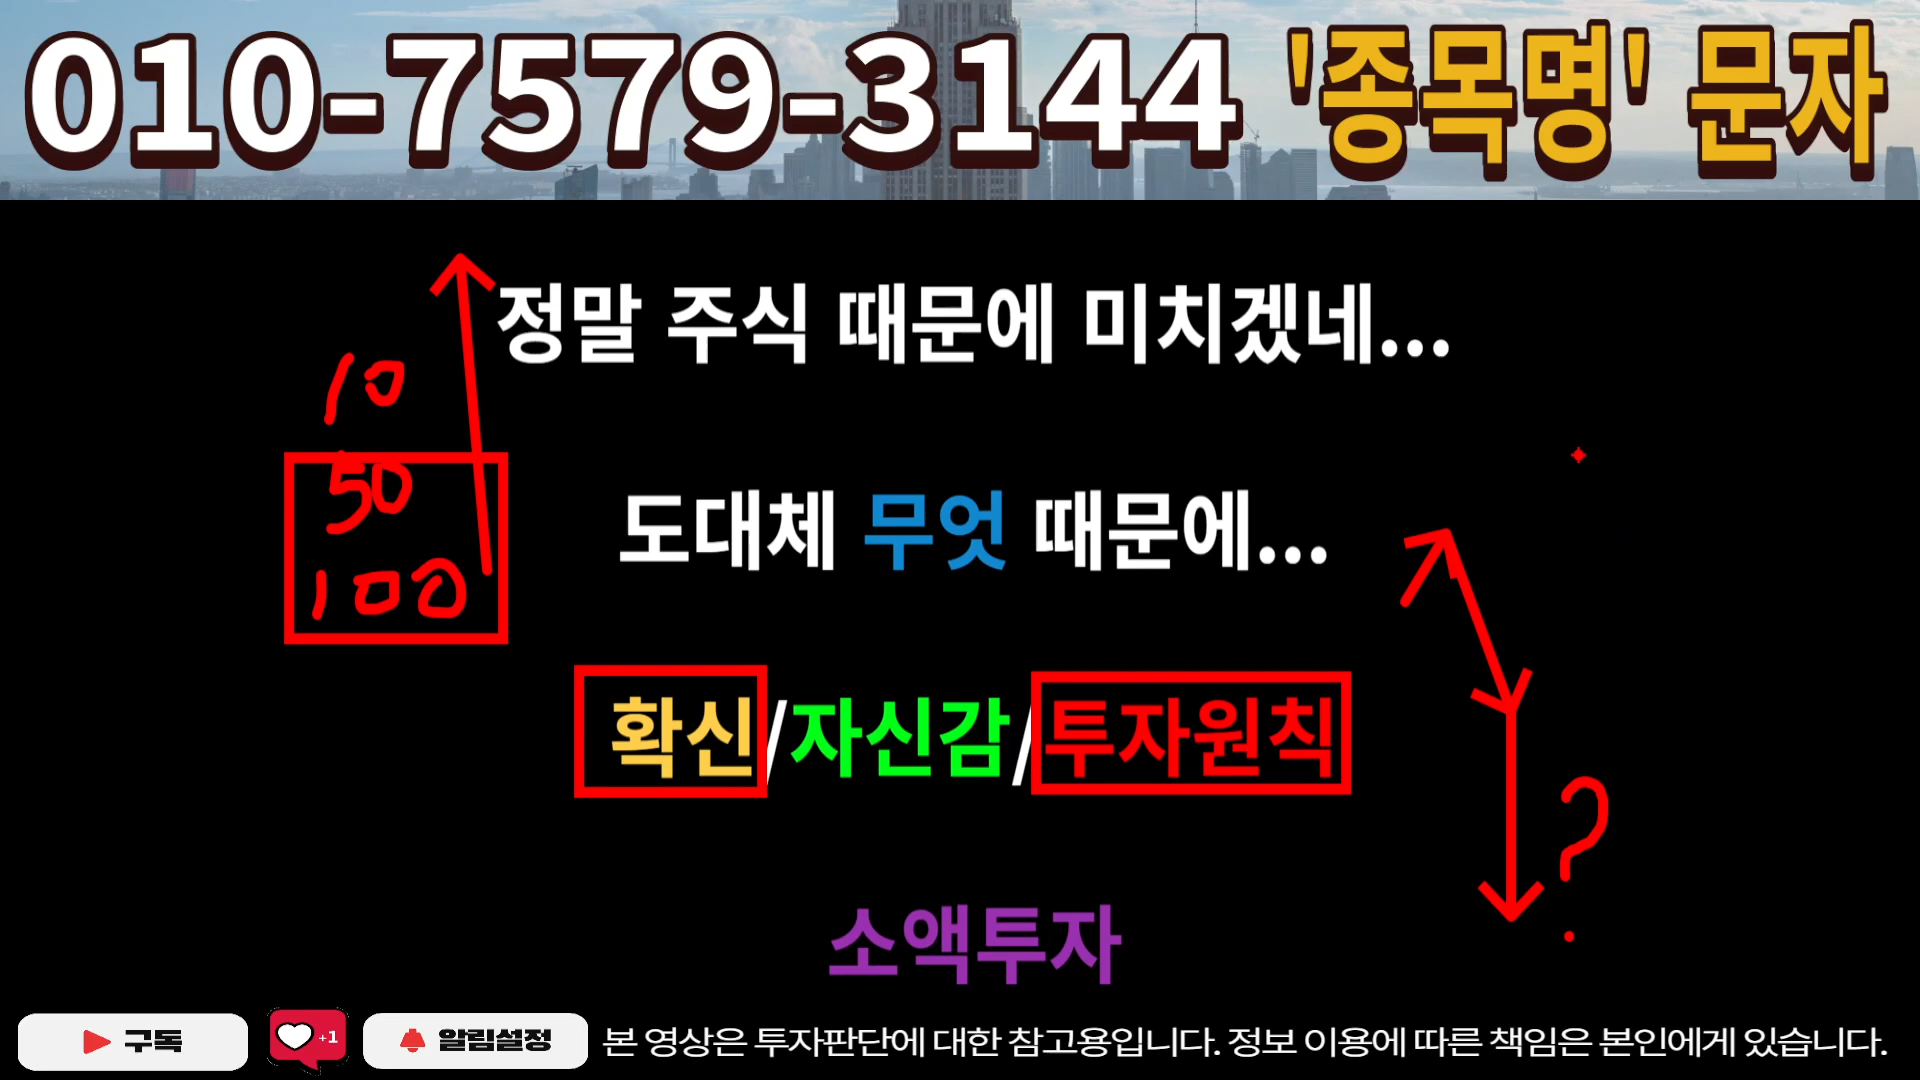 010-7579-3144 '종목명' 문자
정말 주식 때문에 미치겠네...
10
50
100
도대체 무엇 때문에...
확신/자신감/투자원칙
?
소액투자
구독 +1 알림설정 본 영상은 투자판단에 대한 참고용입니다. 정보 이용에 따른 책임은 본인에게 있습니다.